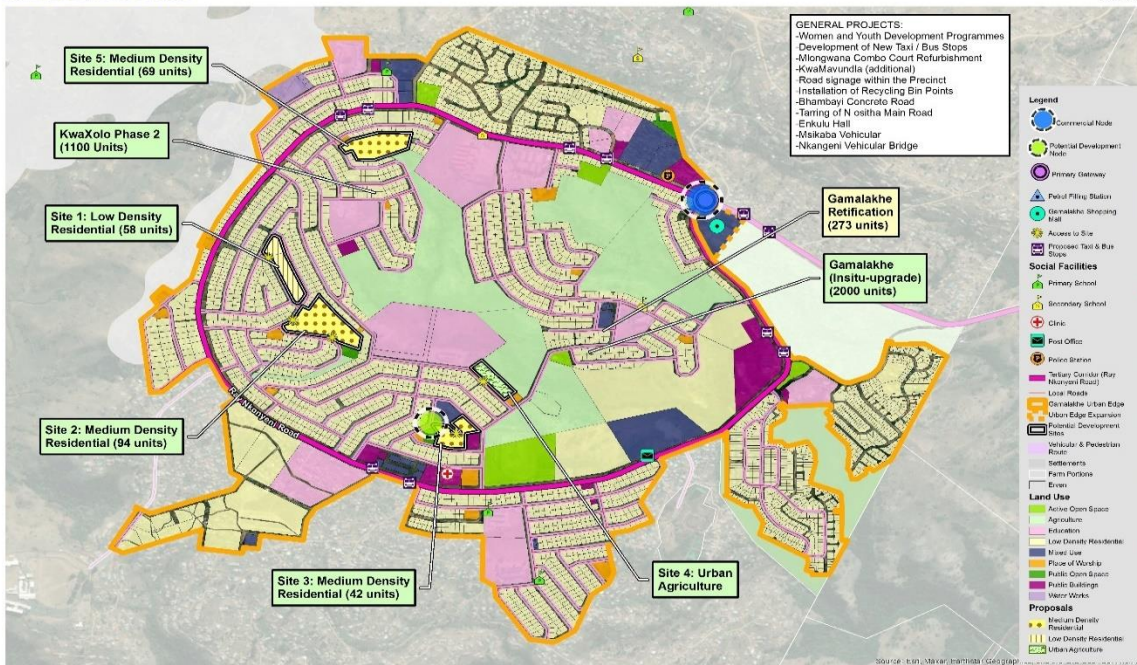 GENERAL PROJECTS:
-Women and Youth Development Programmes
-Development of New Taxi / Bus Stops
-Mlongwana Combo Court Refurbishment
-KwaMavundla (additional)
-Road signage within the Precinct
-Installation of Recycling Bin Points
-Bhambayi Concrete Road
-Tarring of N ositha Main Road
-Enkulu Hall
-Msikaba Vohicular
-Nkangeni Vehicular Bridge
Site 5: Medium Density
Residential (69 units)
KwaXolo Phase 2
(1100 Units)
Site 1: Low Density
Residential (58 units)
Site 2: Medium Density
Residential (94 units)
Site 3: Medium Density
Residential (42 units)
Site 4: Urban
Agriculture
Gamalakhe
Retification
(273 units)
Gamalakhe
(Insitu-upgrade)
(2000 units)
Nkonyeni Road
Legend
Commercial Node
Potential Development
Node
Primary Gateway
Petrol Filling Station
Gamalakhe Shopping
Mall
Access to Site
Proposed Taxi & Bus
Stops
Social Facilities
Primary School
Secondary School
Clinic
Post Office
Police Station
Tertiary Corridor (Ray
Nkonyeni Road)
Local Roads
Gamalakhe Urban Edge
Urban Edge Expansion
Potential Development
Sites
Vehicular & Pedestrian
Route
Settlements
Farm Portions
Erven
Land Use
Active Open Space
Agriculture
Education
Low Density Residential
Mixed Use
Place of Worship
Public Open Space
Public Buildings
Water Works
Proposals
Medium Density
Residential
Low Density Residential
Urban Agriculture
Source: Esri, Maxar, Earthstar Geograp